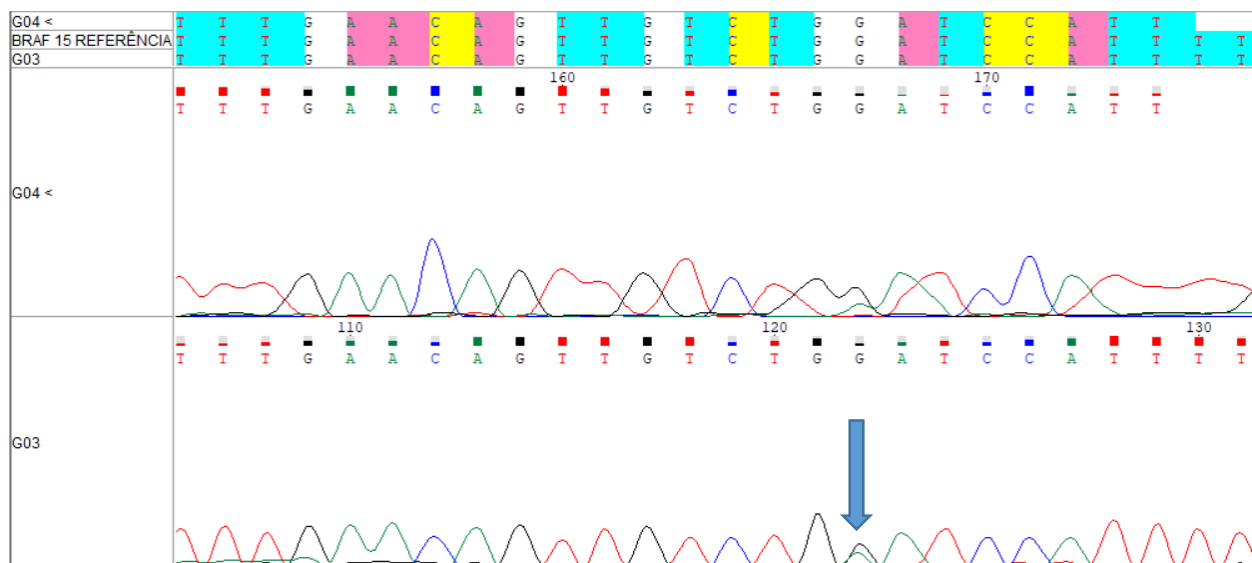 G04 < T T T G A A C A G T T G T C T G G A T C C A T T
BRAF 15 REFERÊNCIA T T T G A A C A G T T G T C T G G A T C C A T T T T
G03 T T T G A A C A G T T G T C T G G A T C C A T T T T
160 170
T T T G A A C A G T T G T C T G G A T C C A T T
G04 <
110 120 130
T T T G A A C A G T T G T C T G G A T C C A T T T T
G03